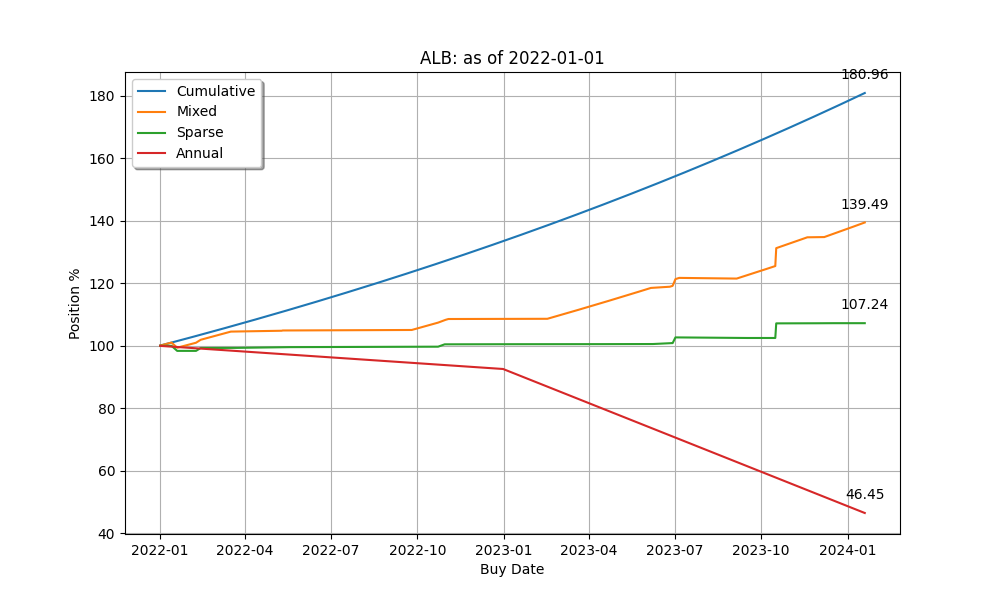 ALB: as of 2022-01-01
180.96
180
Cumulative
Mixed
Sparse
Annual
160
139.49
140
120
107.24
100
80
60
46.45
40
Position %
2022-01 2022-04 2022-07 2022-10 2023-01 2023-04 2023-07 2023-10 2024-01
Buy Date